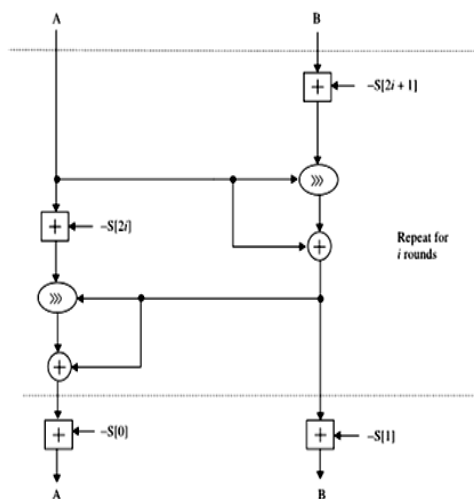 A B
+ –S[2i + 1]
>>>
+ –S[2i]
+
Repeat for
i rounds
>>>
+
+ –S[0] + –S[1]
A B